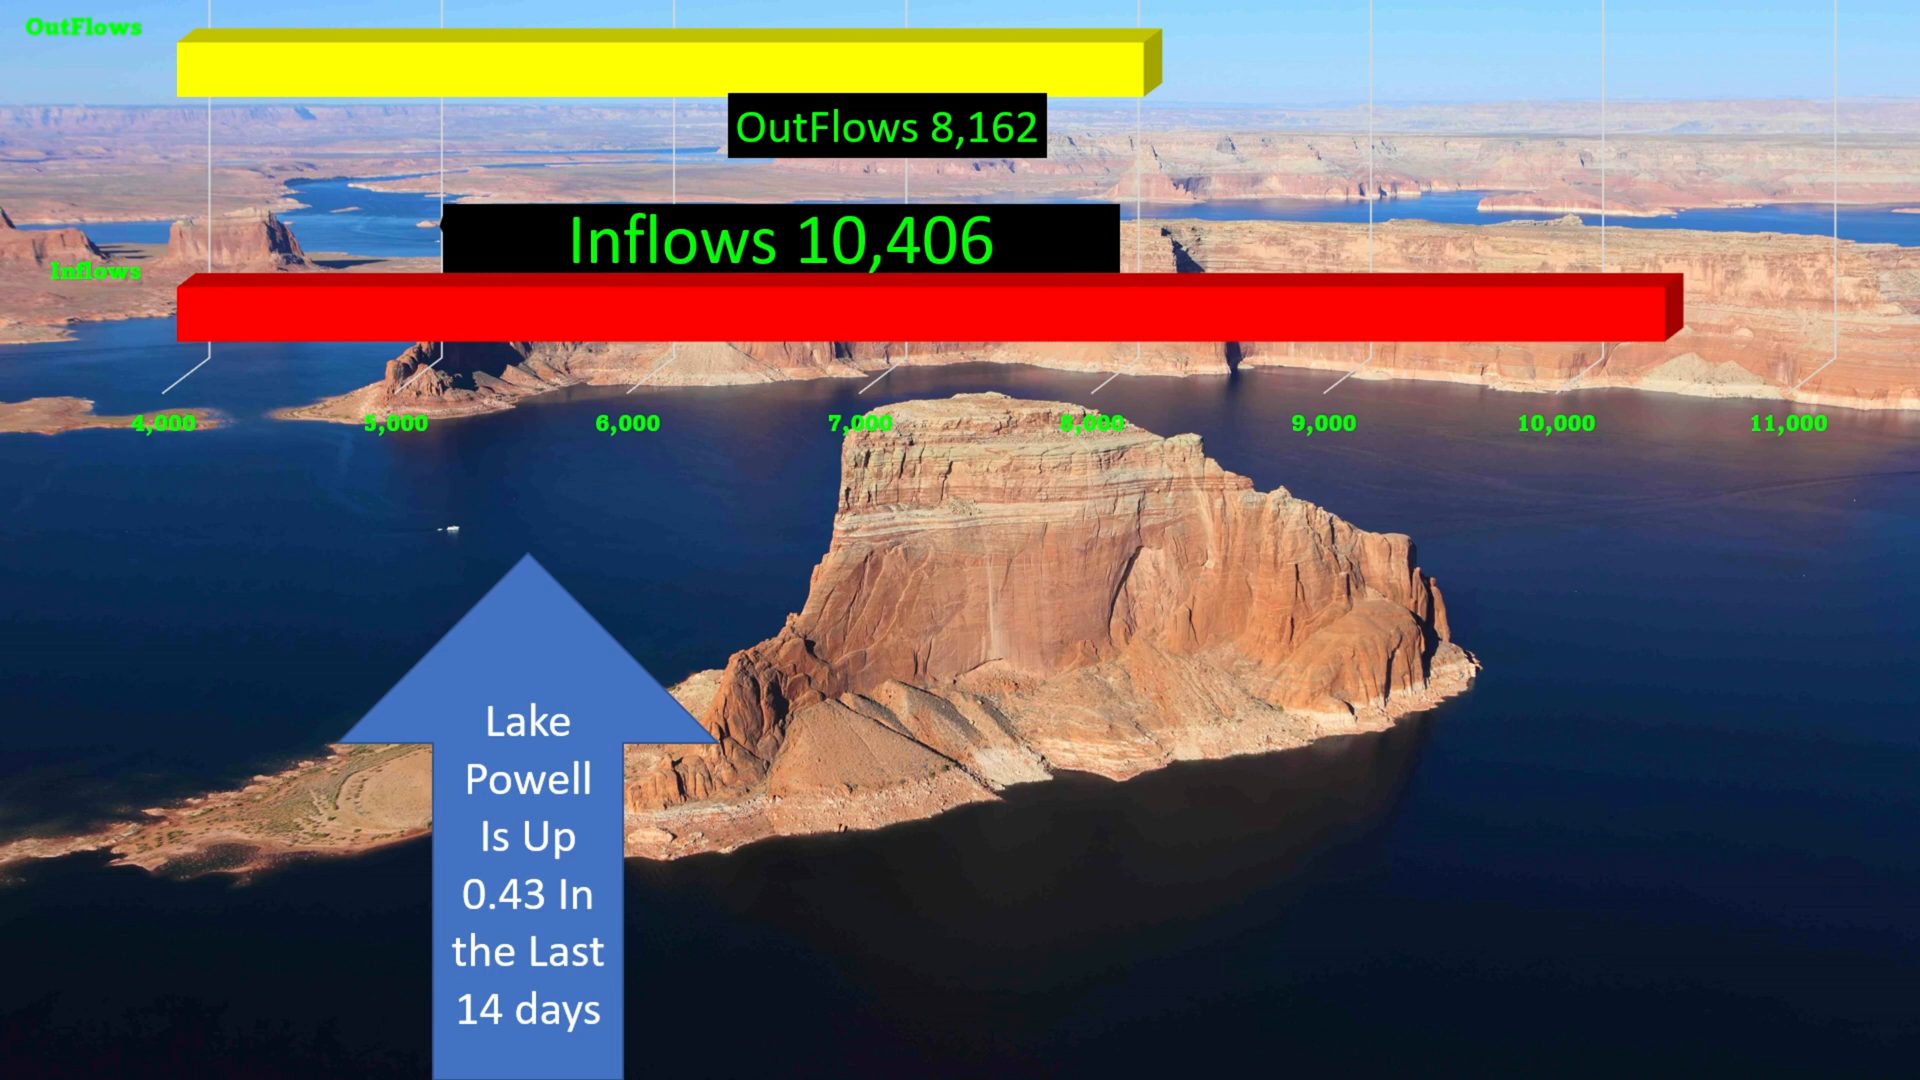 OutFlows
OutFlows 8,162
Inflows 10,406
Inflows
4,000 5,000 6,000 7,000 8,000 9,000 10,000 11,000
Lake
Powell
Is Up
0.43 In
the Last
14 days